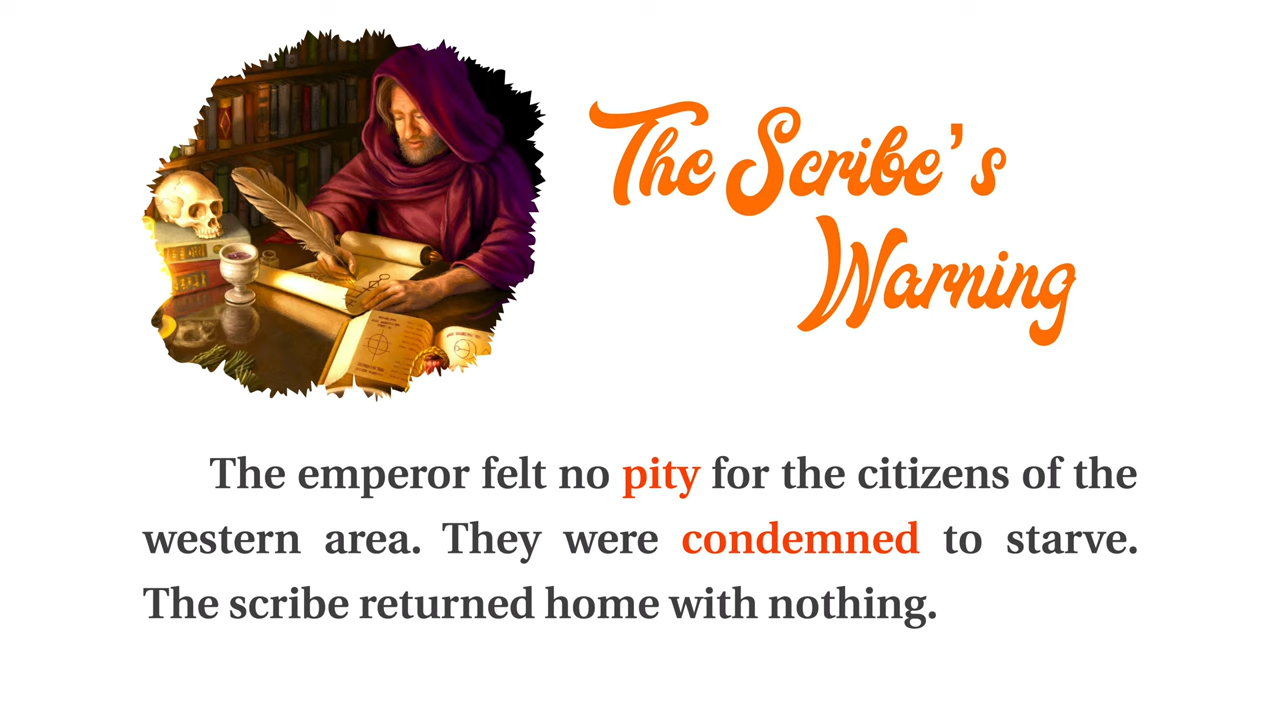 The Scribe's
Warning
The emperor felt no pity for the citizens of the
western area. They were condemned to starve.
The scribe returned home with nothing.